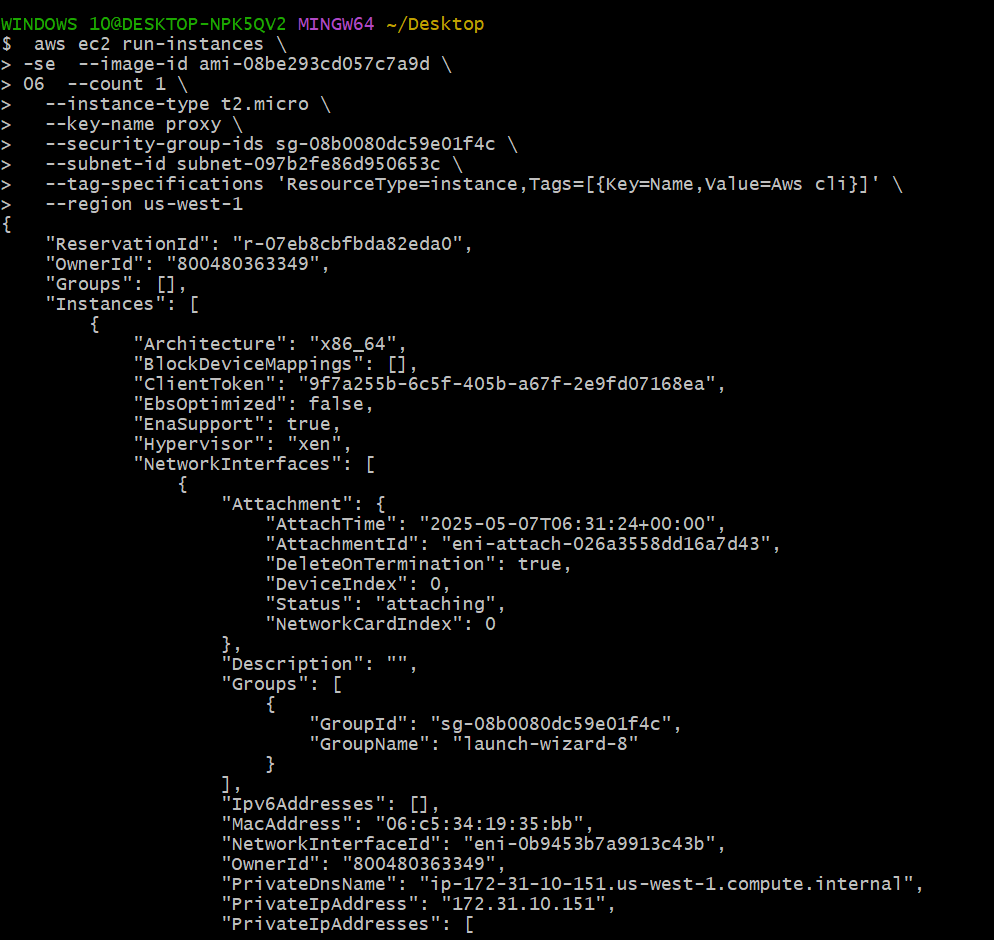 WINDOWS 10@DESKTOP-NPK5QV2 MINGW64 ~/Desktop
$  aws ec2 run-instances \
> -se  --image-id ami-08be293cd057c7a9d \
> 06  --count 1 \
>   --instance-type t2.micro \
>   --key-name proxy \
>   --security-group-ids sg-08b0080dc59e01f4c \
>   --subnet-id subnet-097b2fe86d950653c \
>   --tag-specifications 'ResourceType=instance,Tags=[{Key=Name,Value=Aws cli}]' \
>   --region us-west-1
{
    "ReservationId": "r-07eb8cbfbda82eda0",
    "OwnerId": "800480363349",
    "Groups": [],
    "Instances": [
        {
            "Architecture": "x86_64",
            "BlockDeviceMappings": [],
            "ClientToken": "9f7a255b-6c5f-405b-a67f-2e9fd07168ea",
            "EbsOptimized": false,
            "EnaSupport": true,
            "Hypervisor": "xen",
            "NetworkInterfaces": [
                {
                    "Attachment": {
                        "AttachTime": "2025-05-07T06:31:24+00:00",
                        "AttachmentId": "eni-attach-026a3558dd16a7d43",
                        "DeleteOnTermination": true,
                        "DeviceIndex": 0,
                        "Status": "attaching",
                        "NetworkCardIndex": 0
                    },
                    "Description": "",
                    "Groups": [
                        {
                            "GroupId": "sg-08b0080dc59e01f4c",
                            "GroupName": "launch-wizard-8"
                        }
                    ],
                    "Ipv6Addresses": [],
                    "MacAddress": "06:c5:34:19:35:bb",
                    "NetworkInterfaceId": "eni-0b9453b7a9913c43b",
                    "OwnerId": "800480363349",
                    "PrivateDnsName": "ip-172-31-10-151.us-west-1.compute.internal",
                    "PrivateIpAddress": "172.31.10.151",
                    "PrivateIpAddresses": [